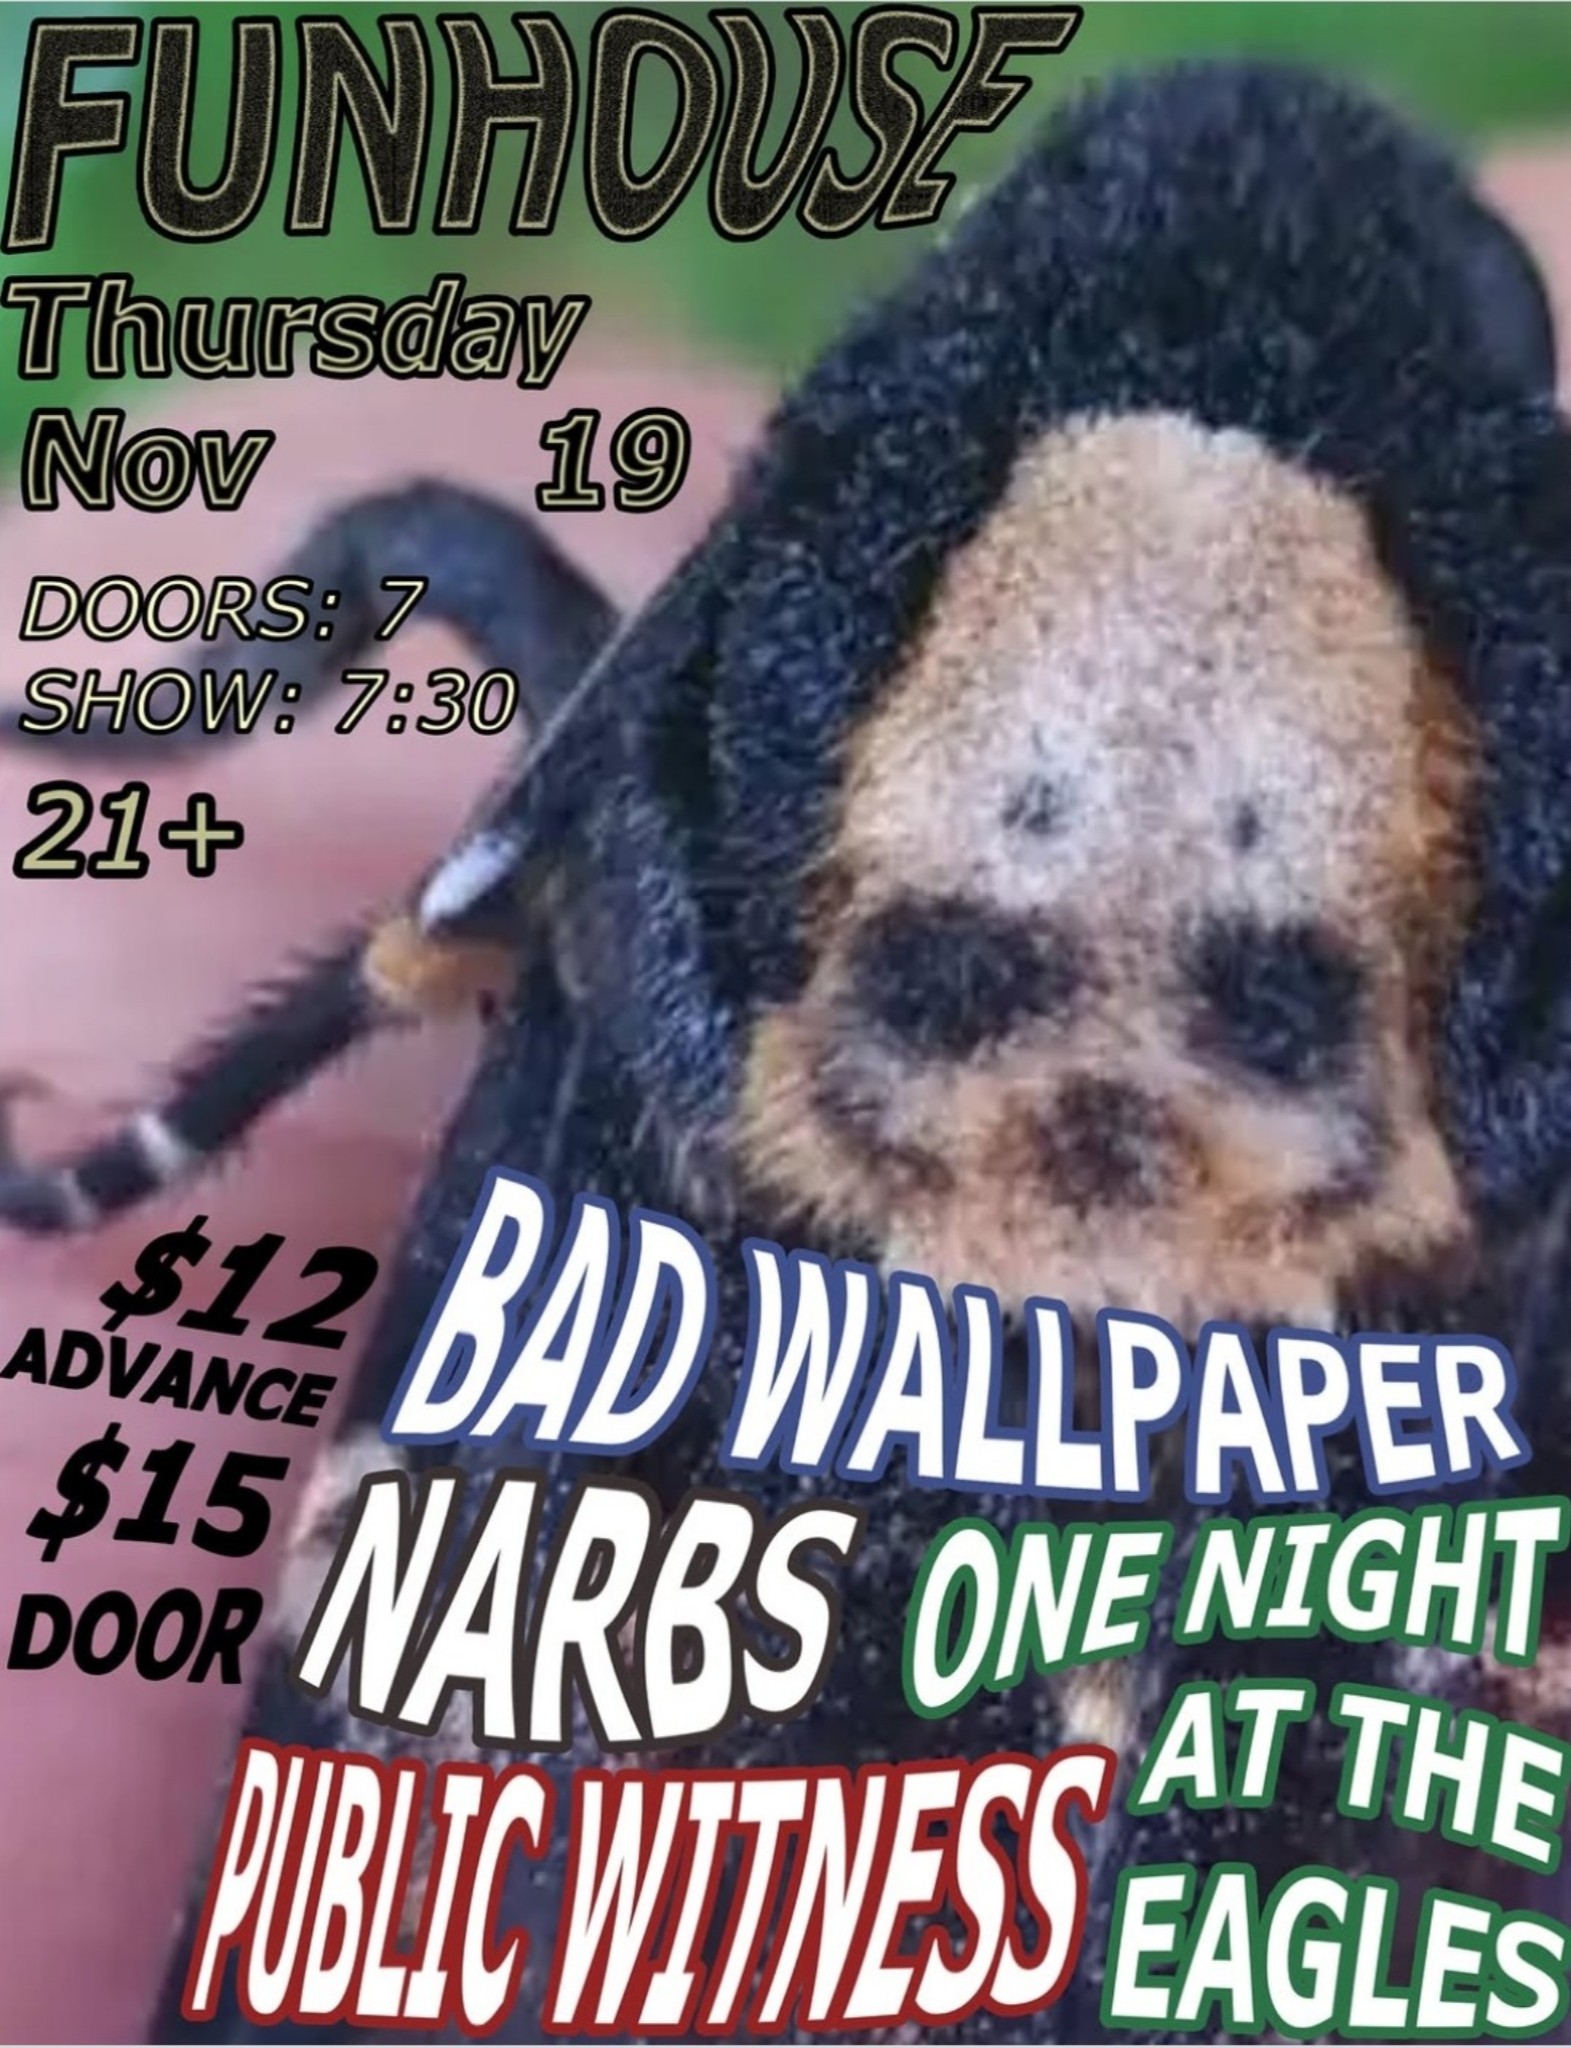 FUNHOUSE
Thursday
Nov 19
DOORS: 7
SHOW: 7:30
21+
$12
ADVANCE
$15
DOOR
BAD WALLPAPER
NARBS
ONE NIGHT
AT THE
EAGLES
PUBLIC WITNESS